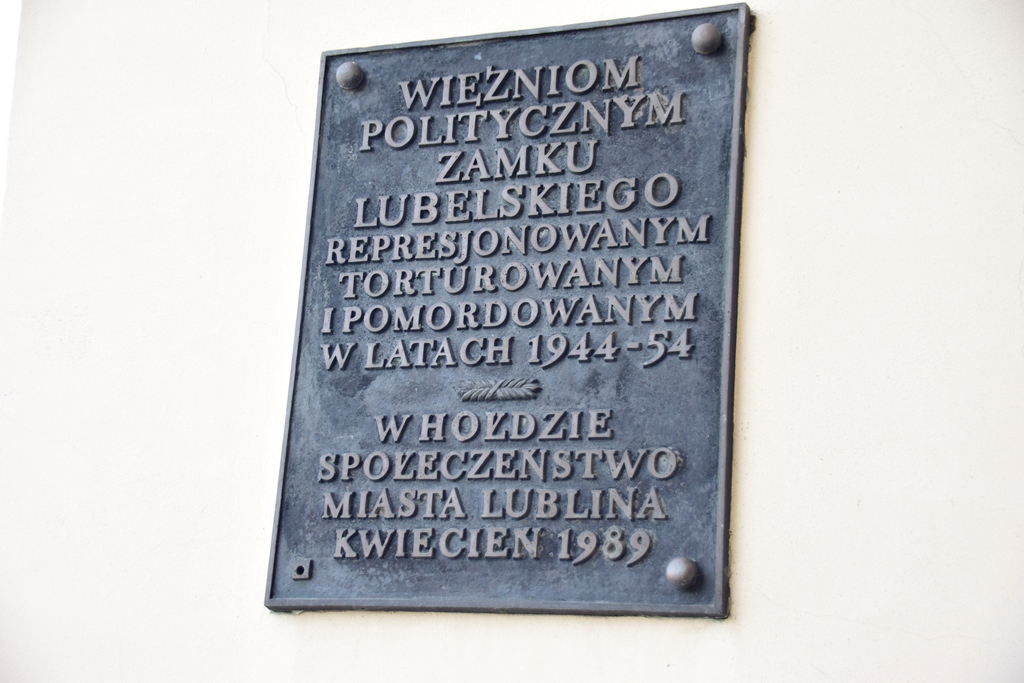 WIĘŹNIOM
POLITYCZNYM
ZAMKU
LUBELSKIEGO
REPRESJONOWANYM
TORTUROWANYM
I POMORDOWANYM
W LATACH 1944-54
W HOŁDZIE
SPOŁECZEŃSTWO
MIASTA LUBLINA
KWIECIEŃ 1989